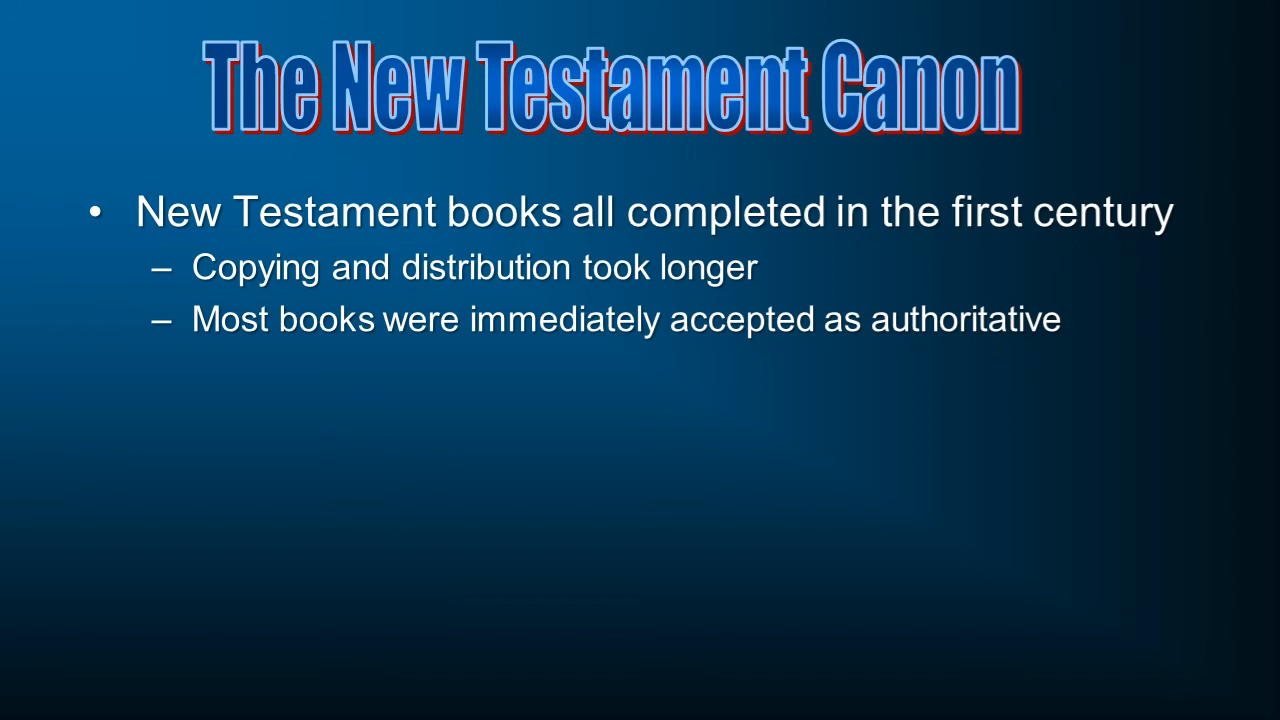 The New Testament Canon
• New Testament books all completed in the first century
– Copying and distribution took longer
– Most books were immediately accepted as authoritative